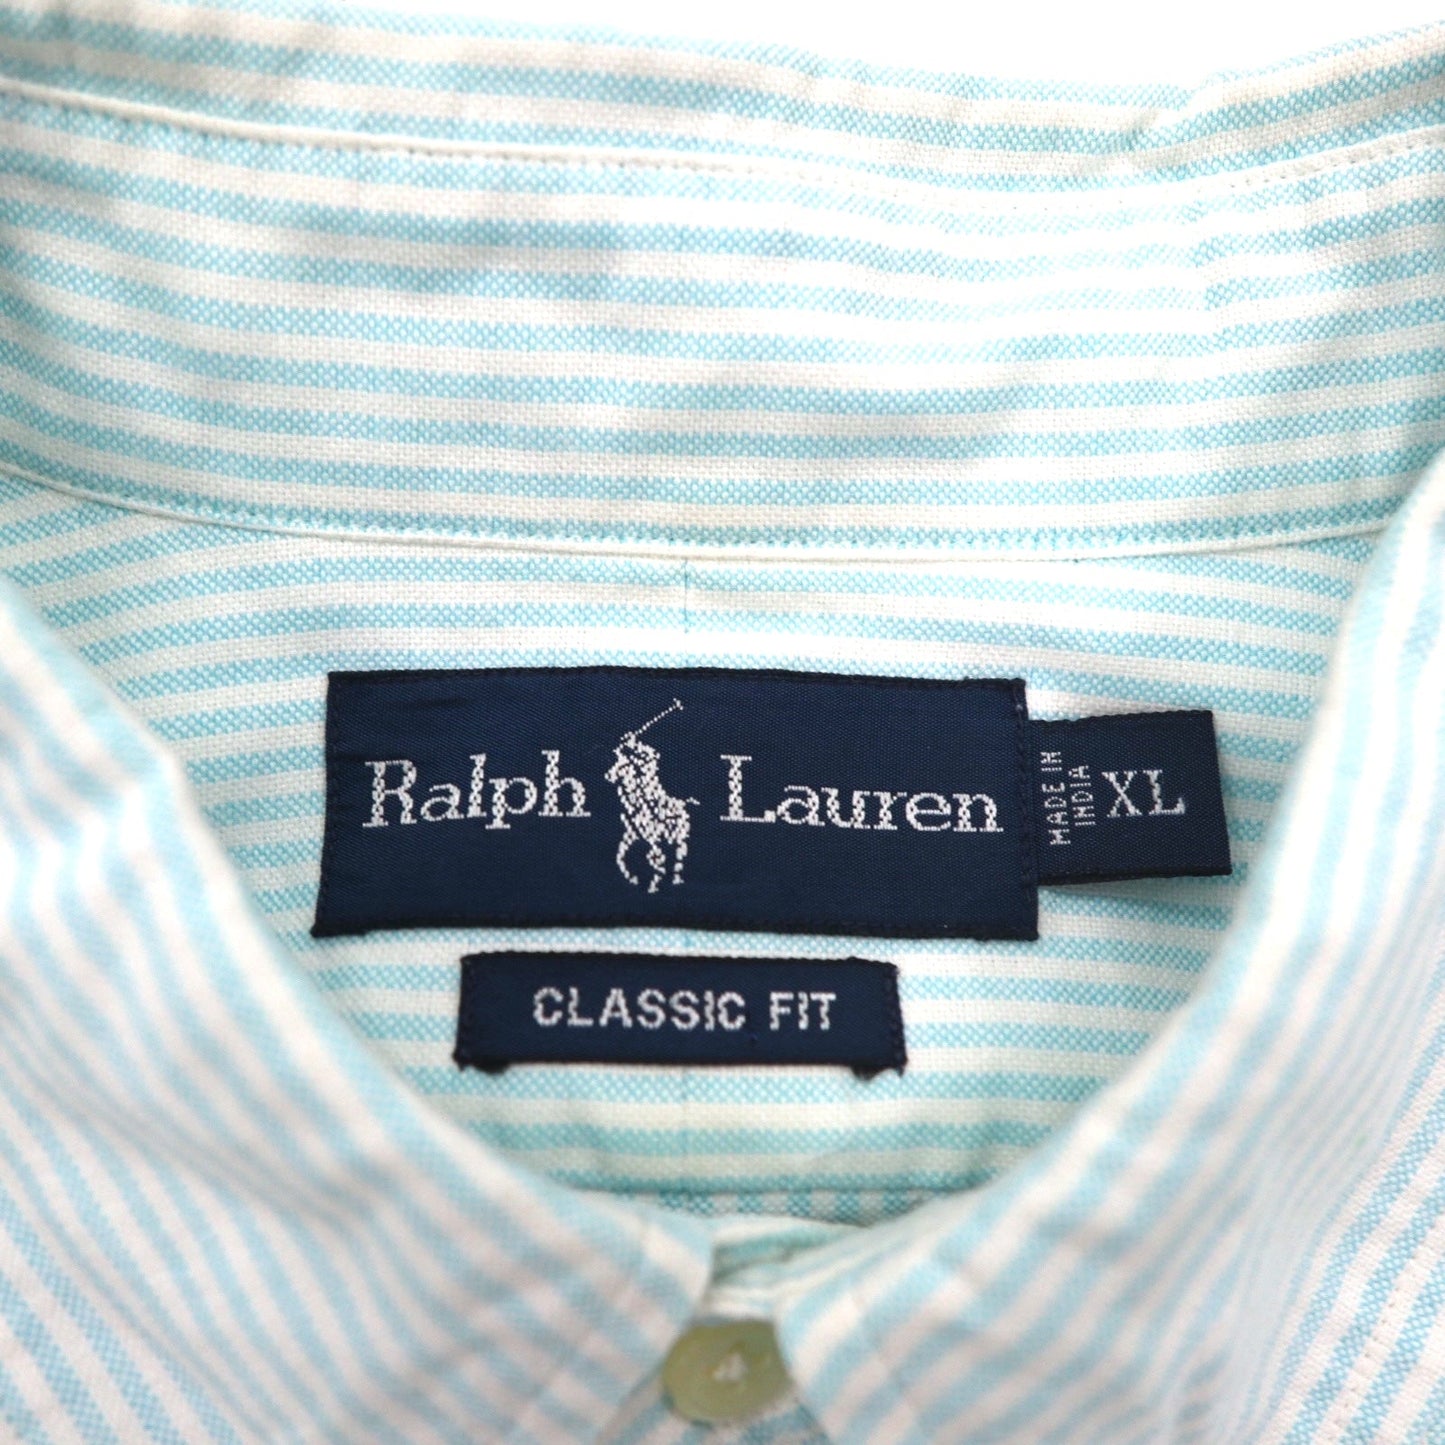 Ralph Lauren
MADE IN
INDIA
XL
CLASSIC FIT